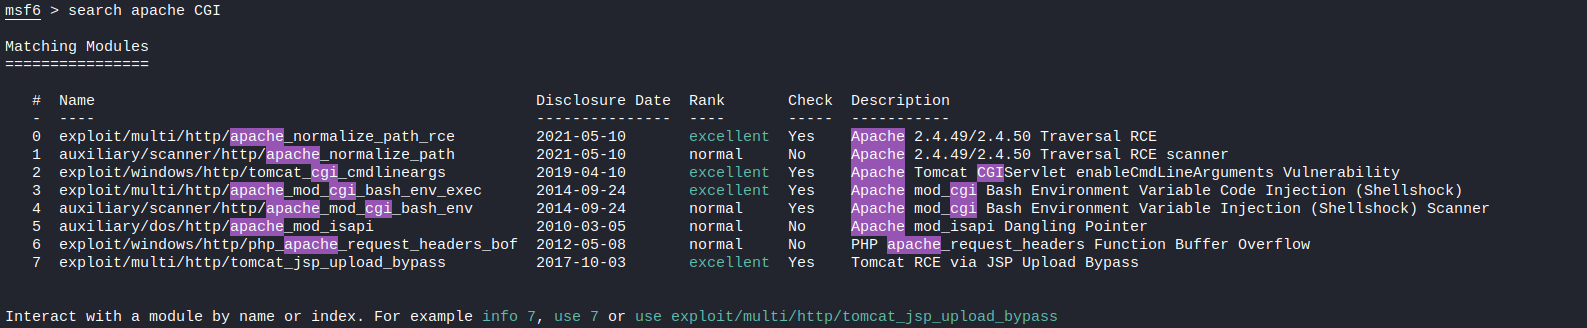 msf6 > search apache CGI
Matching Modules
================
   #  Name                                                 Disclosure Date  Rank       Check  Description
   -  ----                                                 ---------------  ----       -----  -----------
   0  exploit/multi/http/apache_normalize_path_rce         2021-05-10       excellent  Yes    Apache 2.4.49/2.4.50 Traversal RCE
   1  auxiliary/scanner/http/apache_normalize_path         2021-05-10       normal     No     Apache 2.4.49/2.4.50 Traversal RCE scanner
   2  exploit/windows/http/tomcat_cgi_cmdlineargs          2019-04-10       excellent  Yes    Apache Tomcat CGIServlet enableCmdLineArguments Vulnerability
   3  exploit/multi/http/apache_mod_cgi_bash_env_exec      2014-09-24       excellent  Yes    Apache mod_cgi Bash Environment Variable Code Injection (Shellshock)
   4  auxiliary/scanner/http/apache_mod_cgi_bash_env       2014-09-24       normal     Yes    Apache mod_cgi Bash Environment Variable Injection (Shellshock) Scanner
   5  auxiliary/dos/http/apache_mod_isapi                  2010-03-05       normal     No     Apache mod_isapi Dangling Pointer
   6  exploit/windows/http/php_apache_request_headers_bof  2012-05-08       normal     No     PHP apache_request_headers Function Buffer Overflow
   7  exploit/multi/http/tomcat_jsp_upload_bypass          2017-10-03       excellent  Yes    Tomcat RCE via JSP Upload Bypass
Interact with a module by name or index. For example info 7, use 7 or use exploit/multi/http/tomcat_jsp_upload_bypass